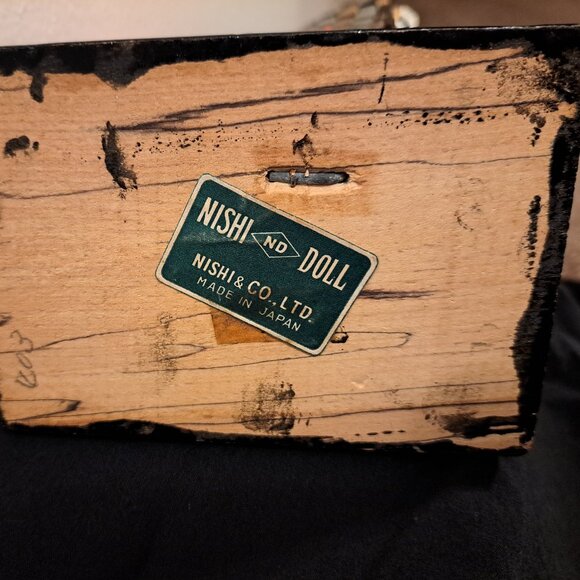 NISHI ND DOLL
NISHI & CO., LTD.
MADE IN JAPAN